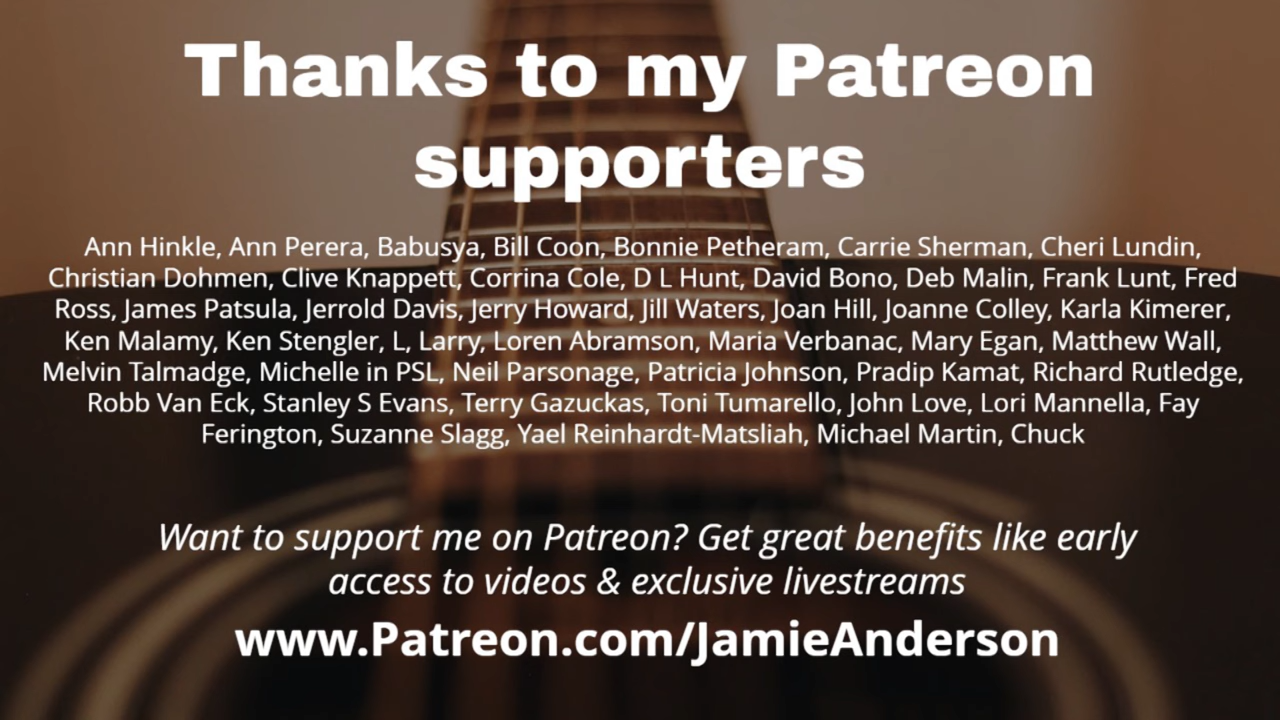 Thanks to my Patreon
supporters
Ann Hinkle, Ann Perera, Babusya, Bill Coon, Bonnie Petheram, Carrie Sherman, Cheri Lundin,
Christian Dohmen, Clive Knappett, Corrina Cole, D L Hunt, David Bono, Deb Malin, Frank Lunt, Fred
Ross, James Patsula, Jerrold Davis, Jerry Howard, Jill Waters, Joan Hill, Joanne Colley, Karla Kimerer,
Ken Malamy, Ken Stengler, L, Larry, Loren Abramson, Maria Verbanac, Mary Egan, Matthew Wall,
Melvin Talmadge, Michelle in PSL, Neil Parsonage, Patricia Johnson, Pradip Kamat, Richard Rutledge,
Robb Van Eck, Stanley S Evans, Terry Gazuckas, Toni Tumarello, John Love, Lori Mannella, Fay
Ferington, Suzanne Slagg, Yael Reinhardt-Matsliah, Michael Martin, Chuck
Want to support me on Patreon? Get great benefits like early
access to videos & exclusive livestreams
www.Patreon.com/JamieAnderson